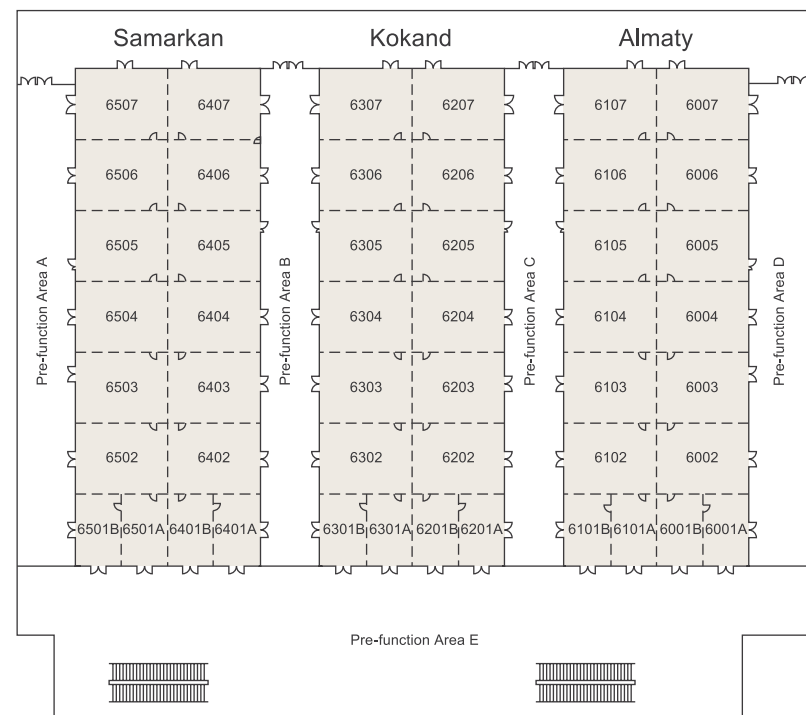 Samarkan Kokand Almaty
6507 6407 6307 6207 6107 6007
6506 6406 6306 6206 6106 6006
6505 6405 6305 6205 6105 6005
Pre-function Area A
Pre-function Area B
Pre-function Area C
Pre-function Area D
6504 6404 6304 6204 6104 6004
6503 6403 6303 6203 6103 6003
6502 6402 6302 6202 6102 6002
6501B 6501A 6401B 6401A 6301B 6301A 6201B 6201A 6101B 6101A 6001B 6001A
Pre-function Area E